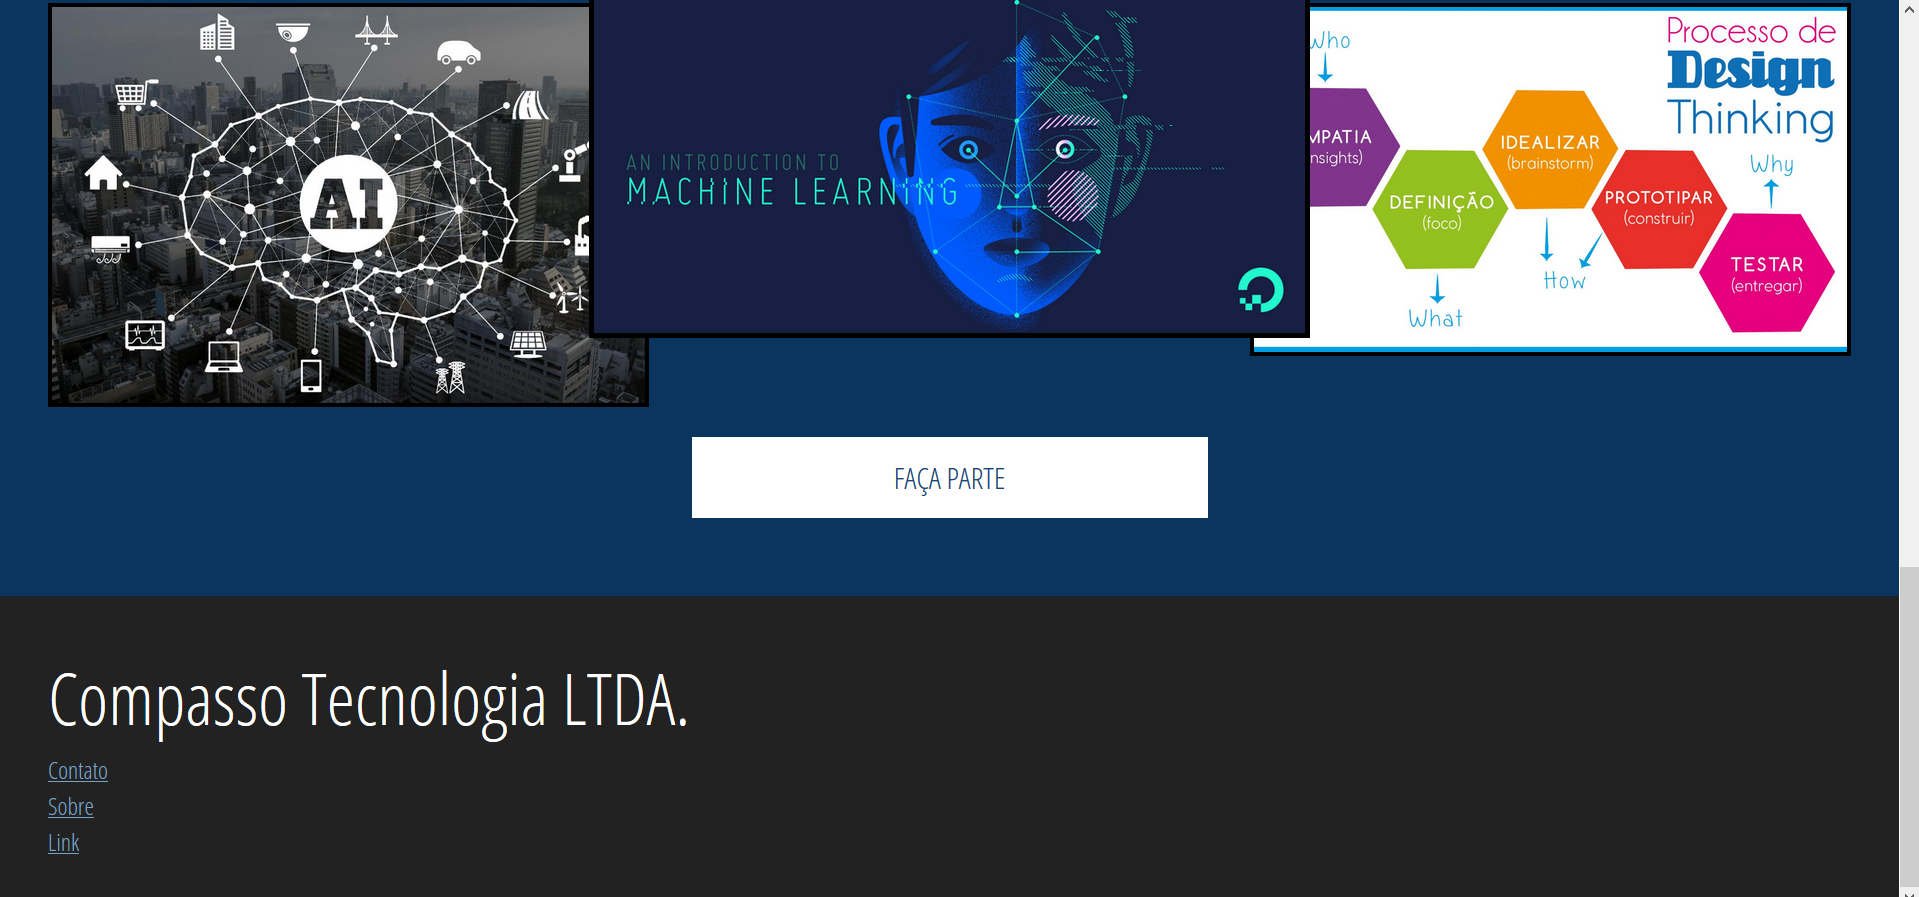 AI
AN INTRODUCTION TO
MACHINE LEARNING
Processo de
Design
Thinking
Who
MPATIA
nsights)
DEFINIÇÃO
(foco)
IDEALIZAR
(brainstorm)
PROTOTIPAR
(construir)
TESTAR
(entregar)
What
How
Why
FAÇA PARTE
Compasso Tecnologia LTDA.
Contato
Sobre
Link